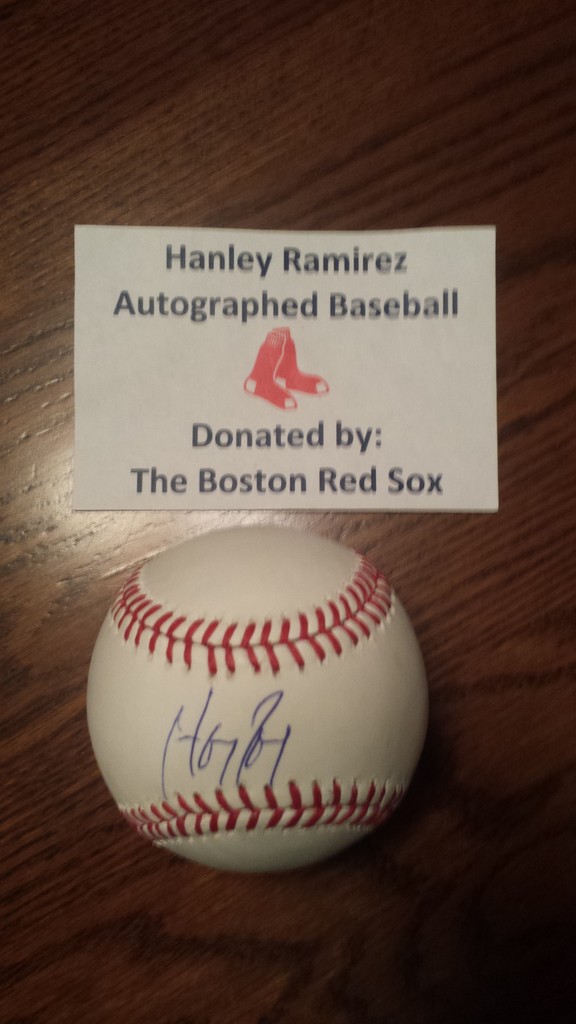 Hanley Ramirez
Autographed Baseball
Donated by:
The Boston Red Sox